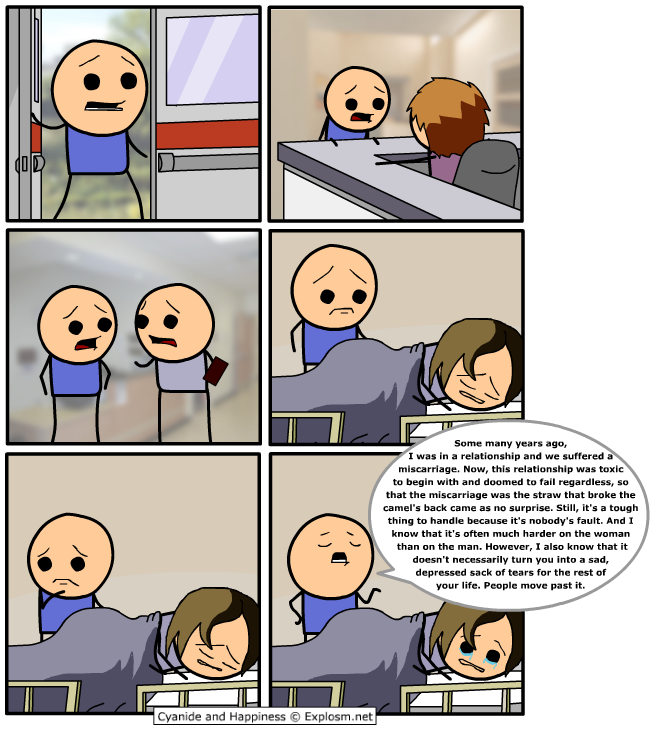 Some many years ago,
I was in a relationship and we suffered a
miscarriage. Now, this relationship was toxic
to begin with and doomed to fail regardless, so
that the miscarriage was the straw that broke the
camel's back came as no surprise. Still, it's a tough
thing to handle because it's nobody's fault. And I
know that it's often much harder on the woman
than on the man. However, I also know that it
doesn't necessarily turn you into a sad,
depressed sack of tears for the rest of
your life. People move past it.
Cyanide and Happiness © Explosm.net